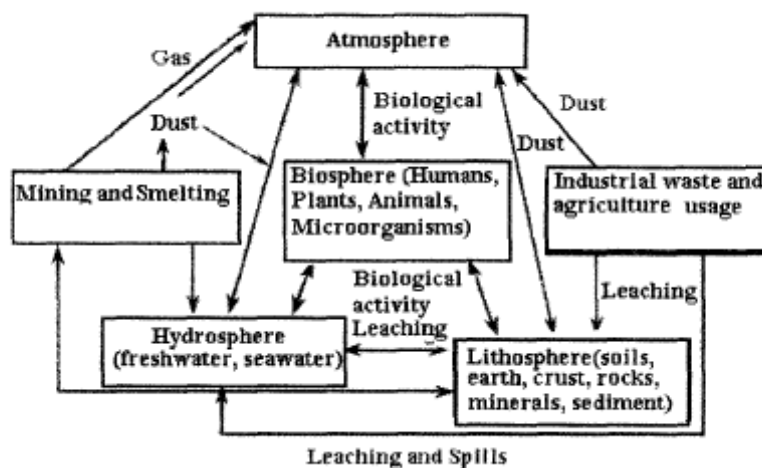 Atmosphere
Gas
Dust
Biological
activity
Dust
Dust
Mining and Smelting
Biosphere (Humans,
Plants, Animals,
Microorganisms)
Industrial waste and
agriculture usage
Biological
activity
Leaching
Leaching
Hydrosphere
(freshwater, seawater)
Lithosphere(soils,
earth, crust, rocks,
minerals, sediment)
Leaching and Spills